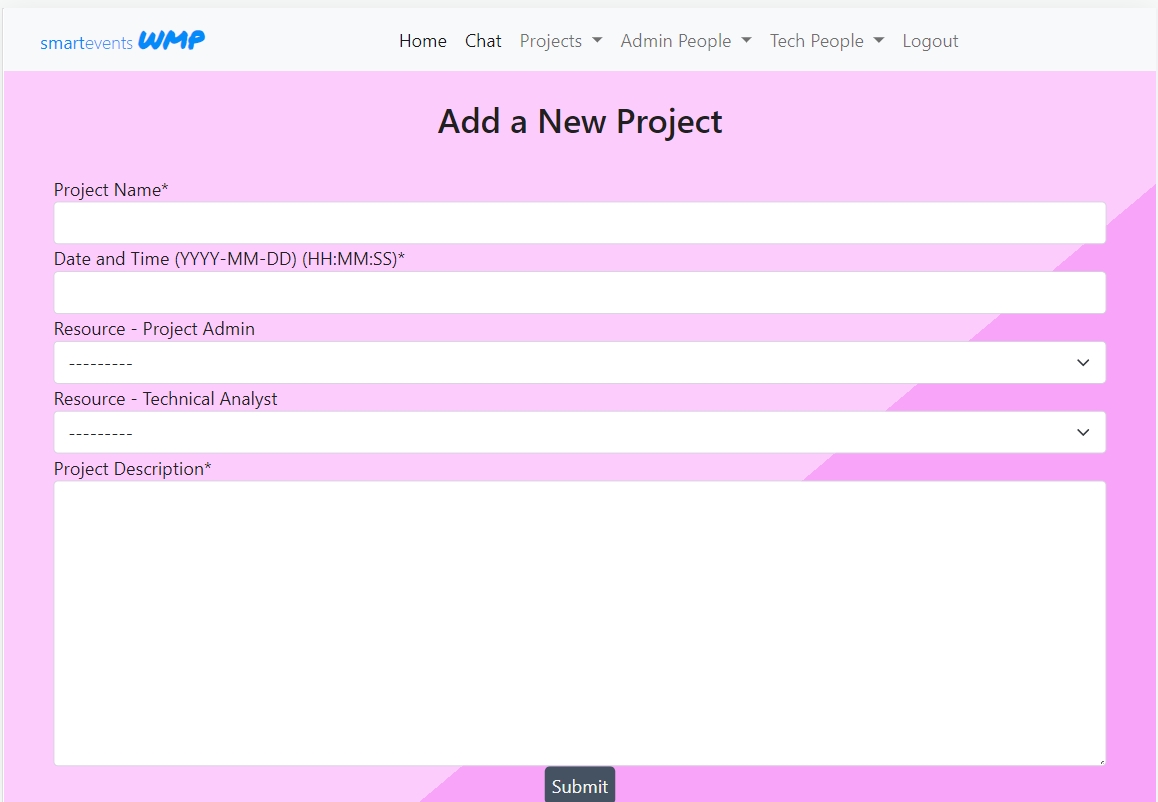 smartevents WMP Home Chat Projects Admin People Tech People Logout
Add a New Project
Project Name*
Date and Time (YYYY-MM-DD) (HH:MM:SS)*
Resource - Project Admin
---------
Resource - Technical Analyst
---------
Project Description*
Submit